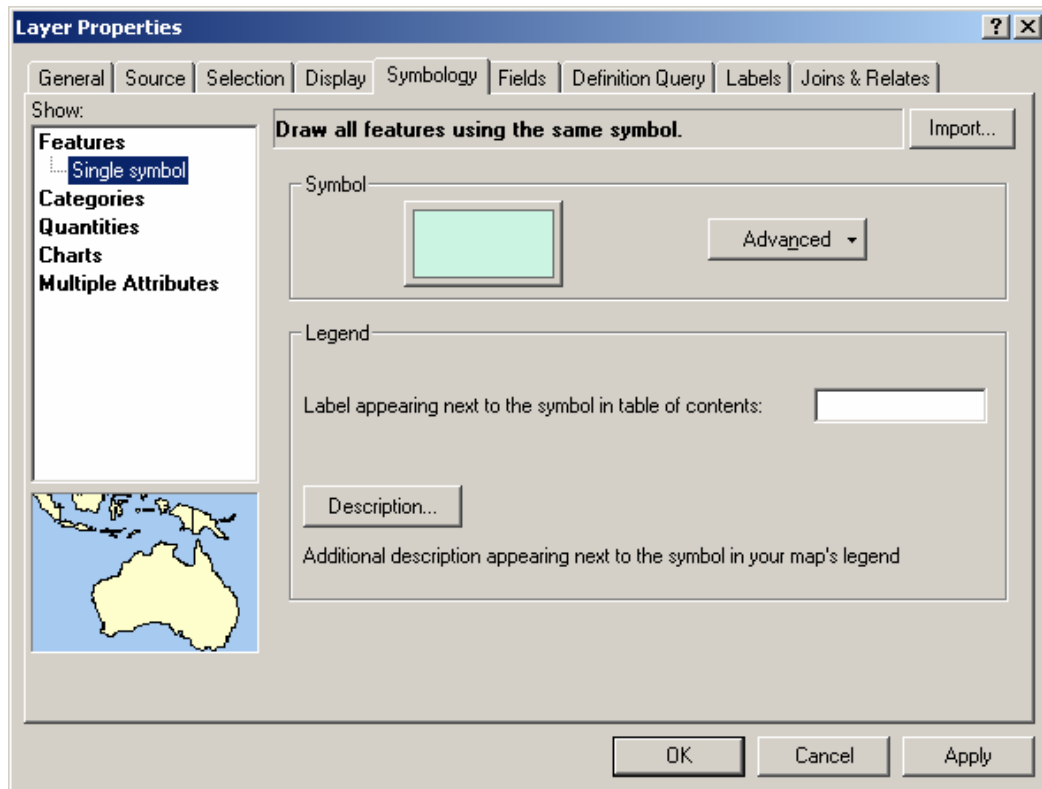 Layer Properties
General Source Selection Display Symbology Fields Definition Query Labels Joins & Relates
Show:
Features
Single symbol
Categories
Quantities
Charts
Multiple Attributes
Draw all features using the same symbol.
Import...
Symbol
Advanced
Legend
Label appearing next to the symbol in table of contents:
Description...
Additional description appearing next to the symbol in your map's legend
OK Cancel Apply